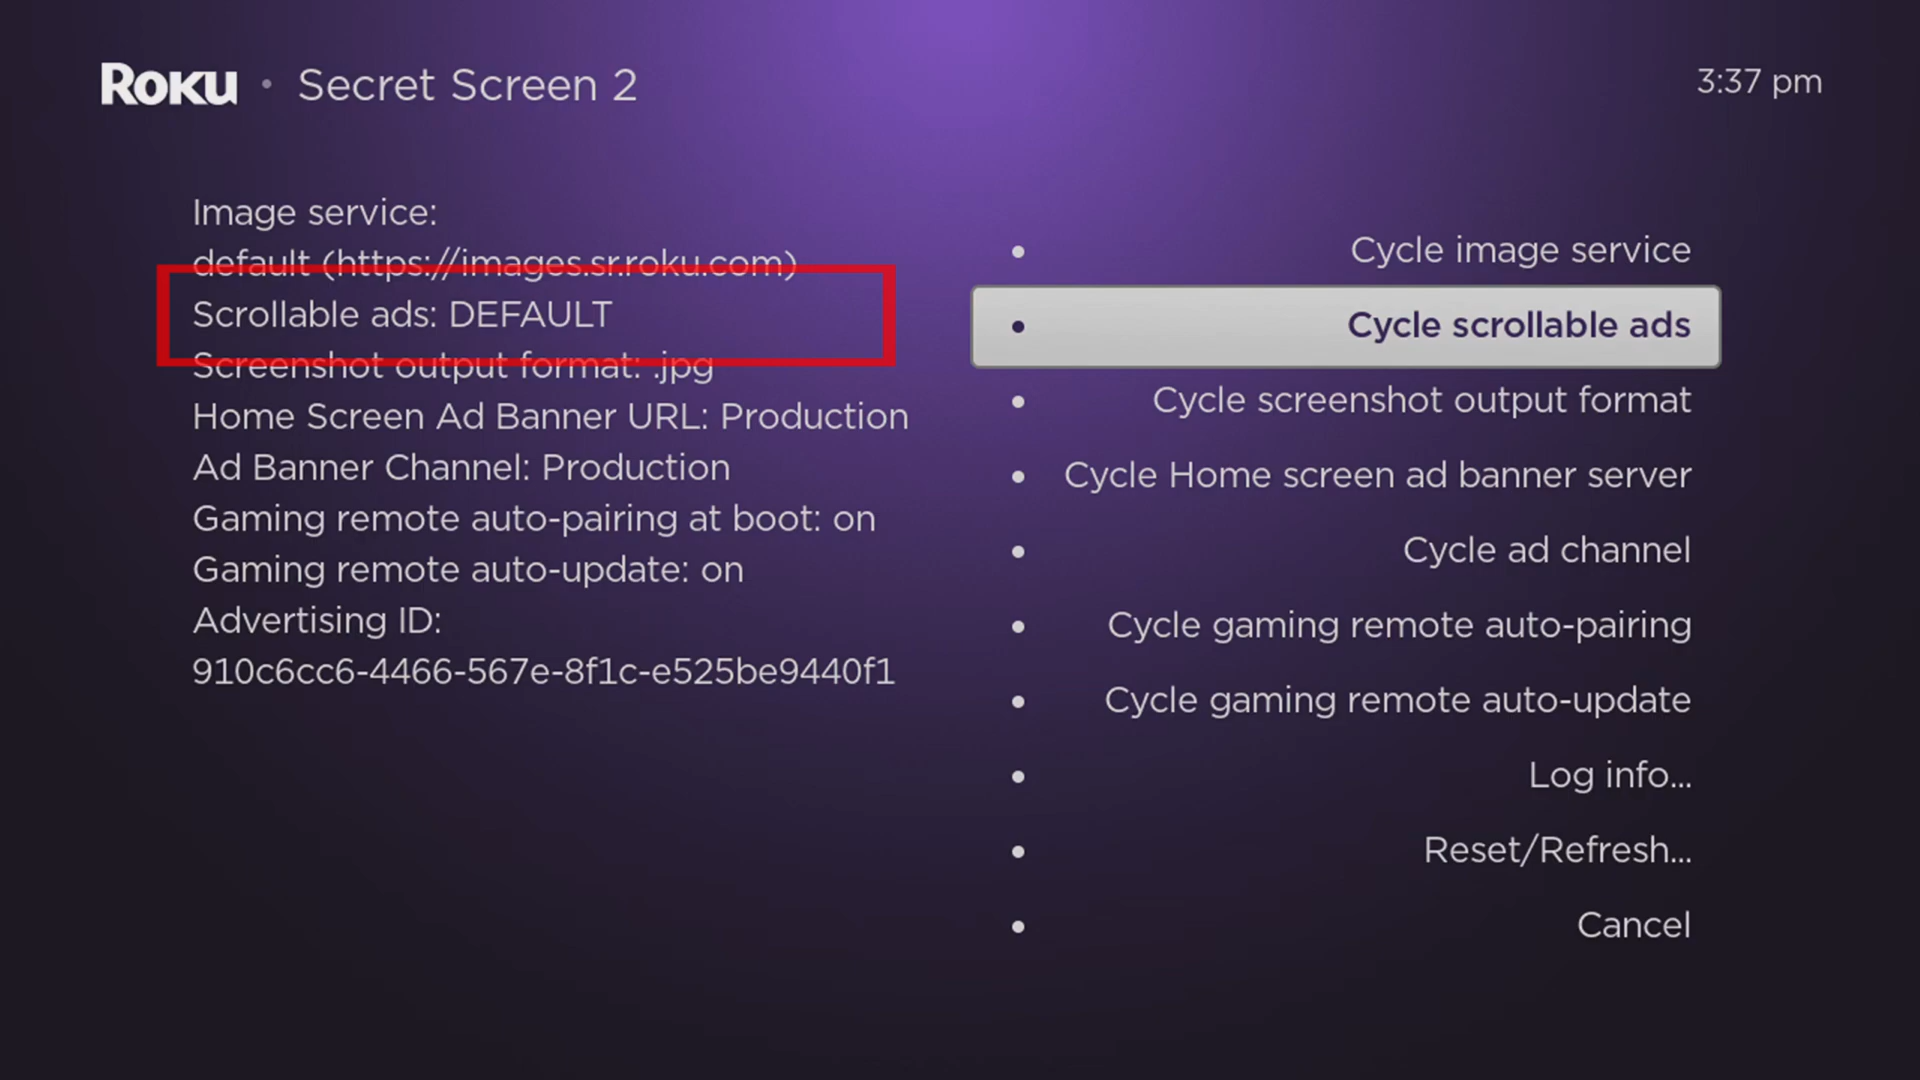 Roku • Secret Screen 2
3:37 pm
Image service:
default (https://images.sr.roku.com)
Scrollable ads: DEFAULT
Screenshot output format: .jpg
Home Screen Ad Banner URL: Production
Ad Banner Channel: Production
Gaming remote auto-pairing at boot: on
Gaming remote auto-update: on
Advertising ID:
910c6cc6-4466-567e-8f1c-e525be9440f1
• Cycle image service
• Cycle scrollable ads
• Cycle screenshot output format
• Cycle Home screen ad banner server
• Cycle ad channel
• Cycle gaming remote auto-pairing
• Cycle gaming remote auto-update
• Log info...
• Reset/Refresh...
• Cancel